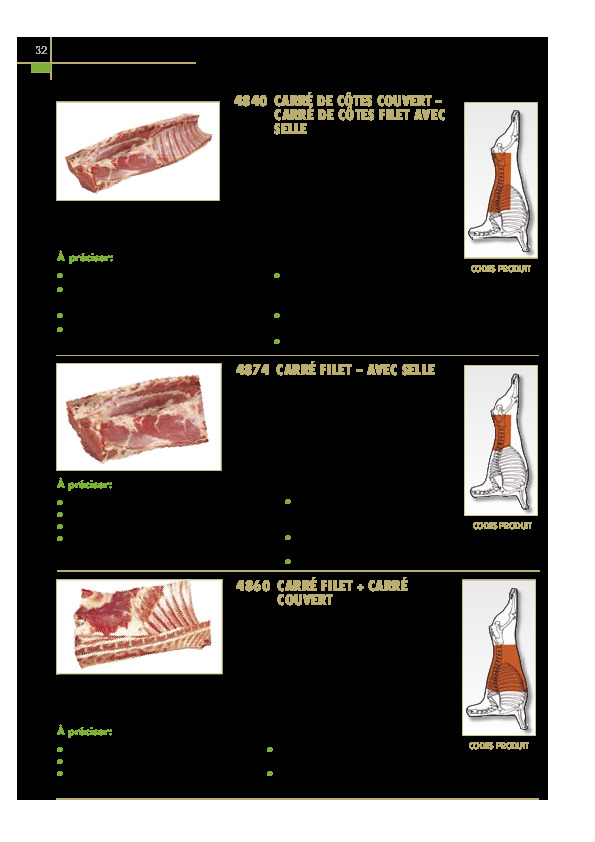 32
4840 CARRÉ DE CÔTES COUVERT –
CARRÉ DE CÔTES FILET AVEC
SELLE
CODES PRODUIT
À préciser:
4874 CARRÉ FILET – AVEC SELLE
À préciser:
CODES PRODUIT
4860 CARRÉ FILET + CARRÉ
COUVERT
À préciser:
CODES PRODUIT